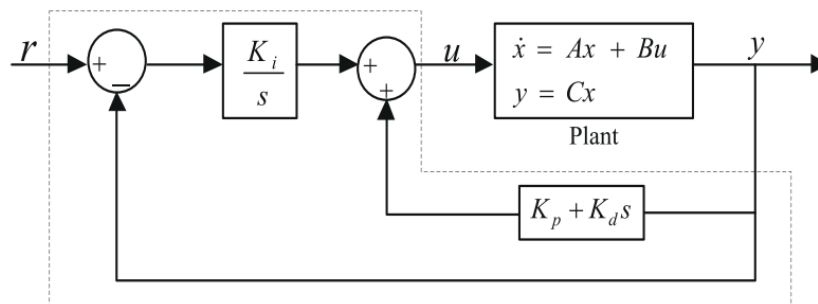 r
+
−
K_i
s
+
+
u
ẋ = Ax + Bu
y = Cx
Plant
y
K_p + K_d s